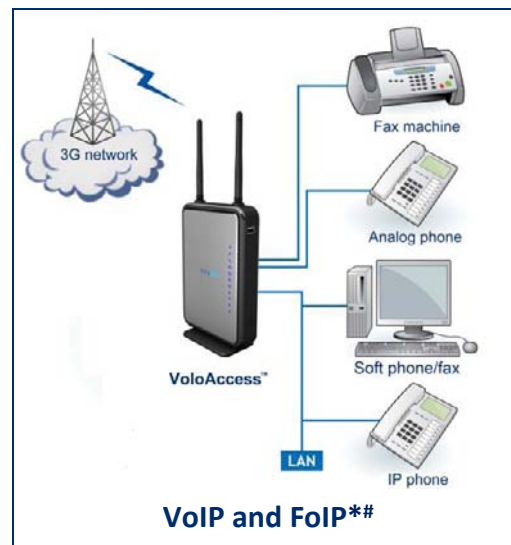 3G network
Fax machine
Analog phone
VoloAccess™
Soft phone/fax
LAN
IP phone
VoIP and FoIP*#